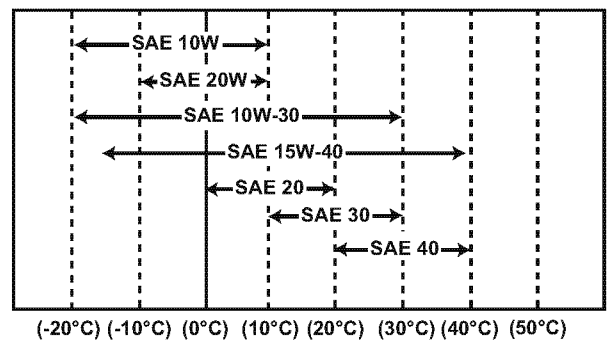 SAE 10W
SAE 20W
SAE 10W-30
SAE 15W-40
SAE 20
SAE 30
SAE 40
(-20°C) (-10°C) (0°C) (10°C) (20°C) (30°C) (40°C) (50°C)